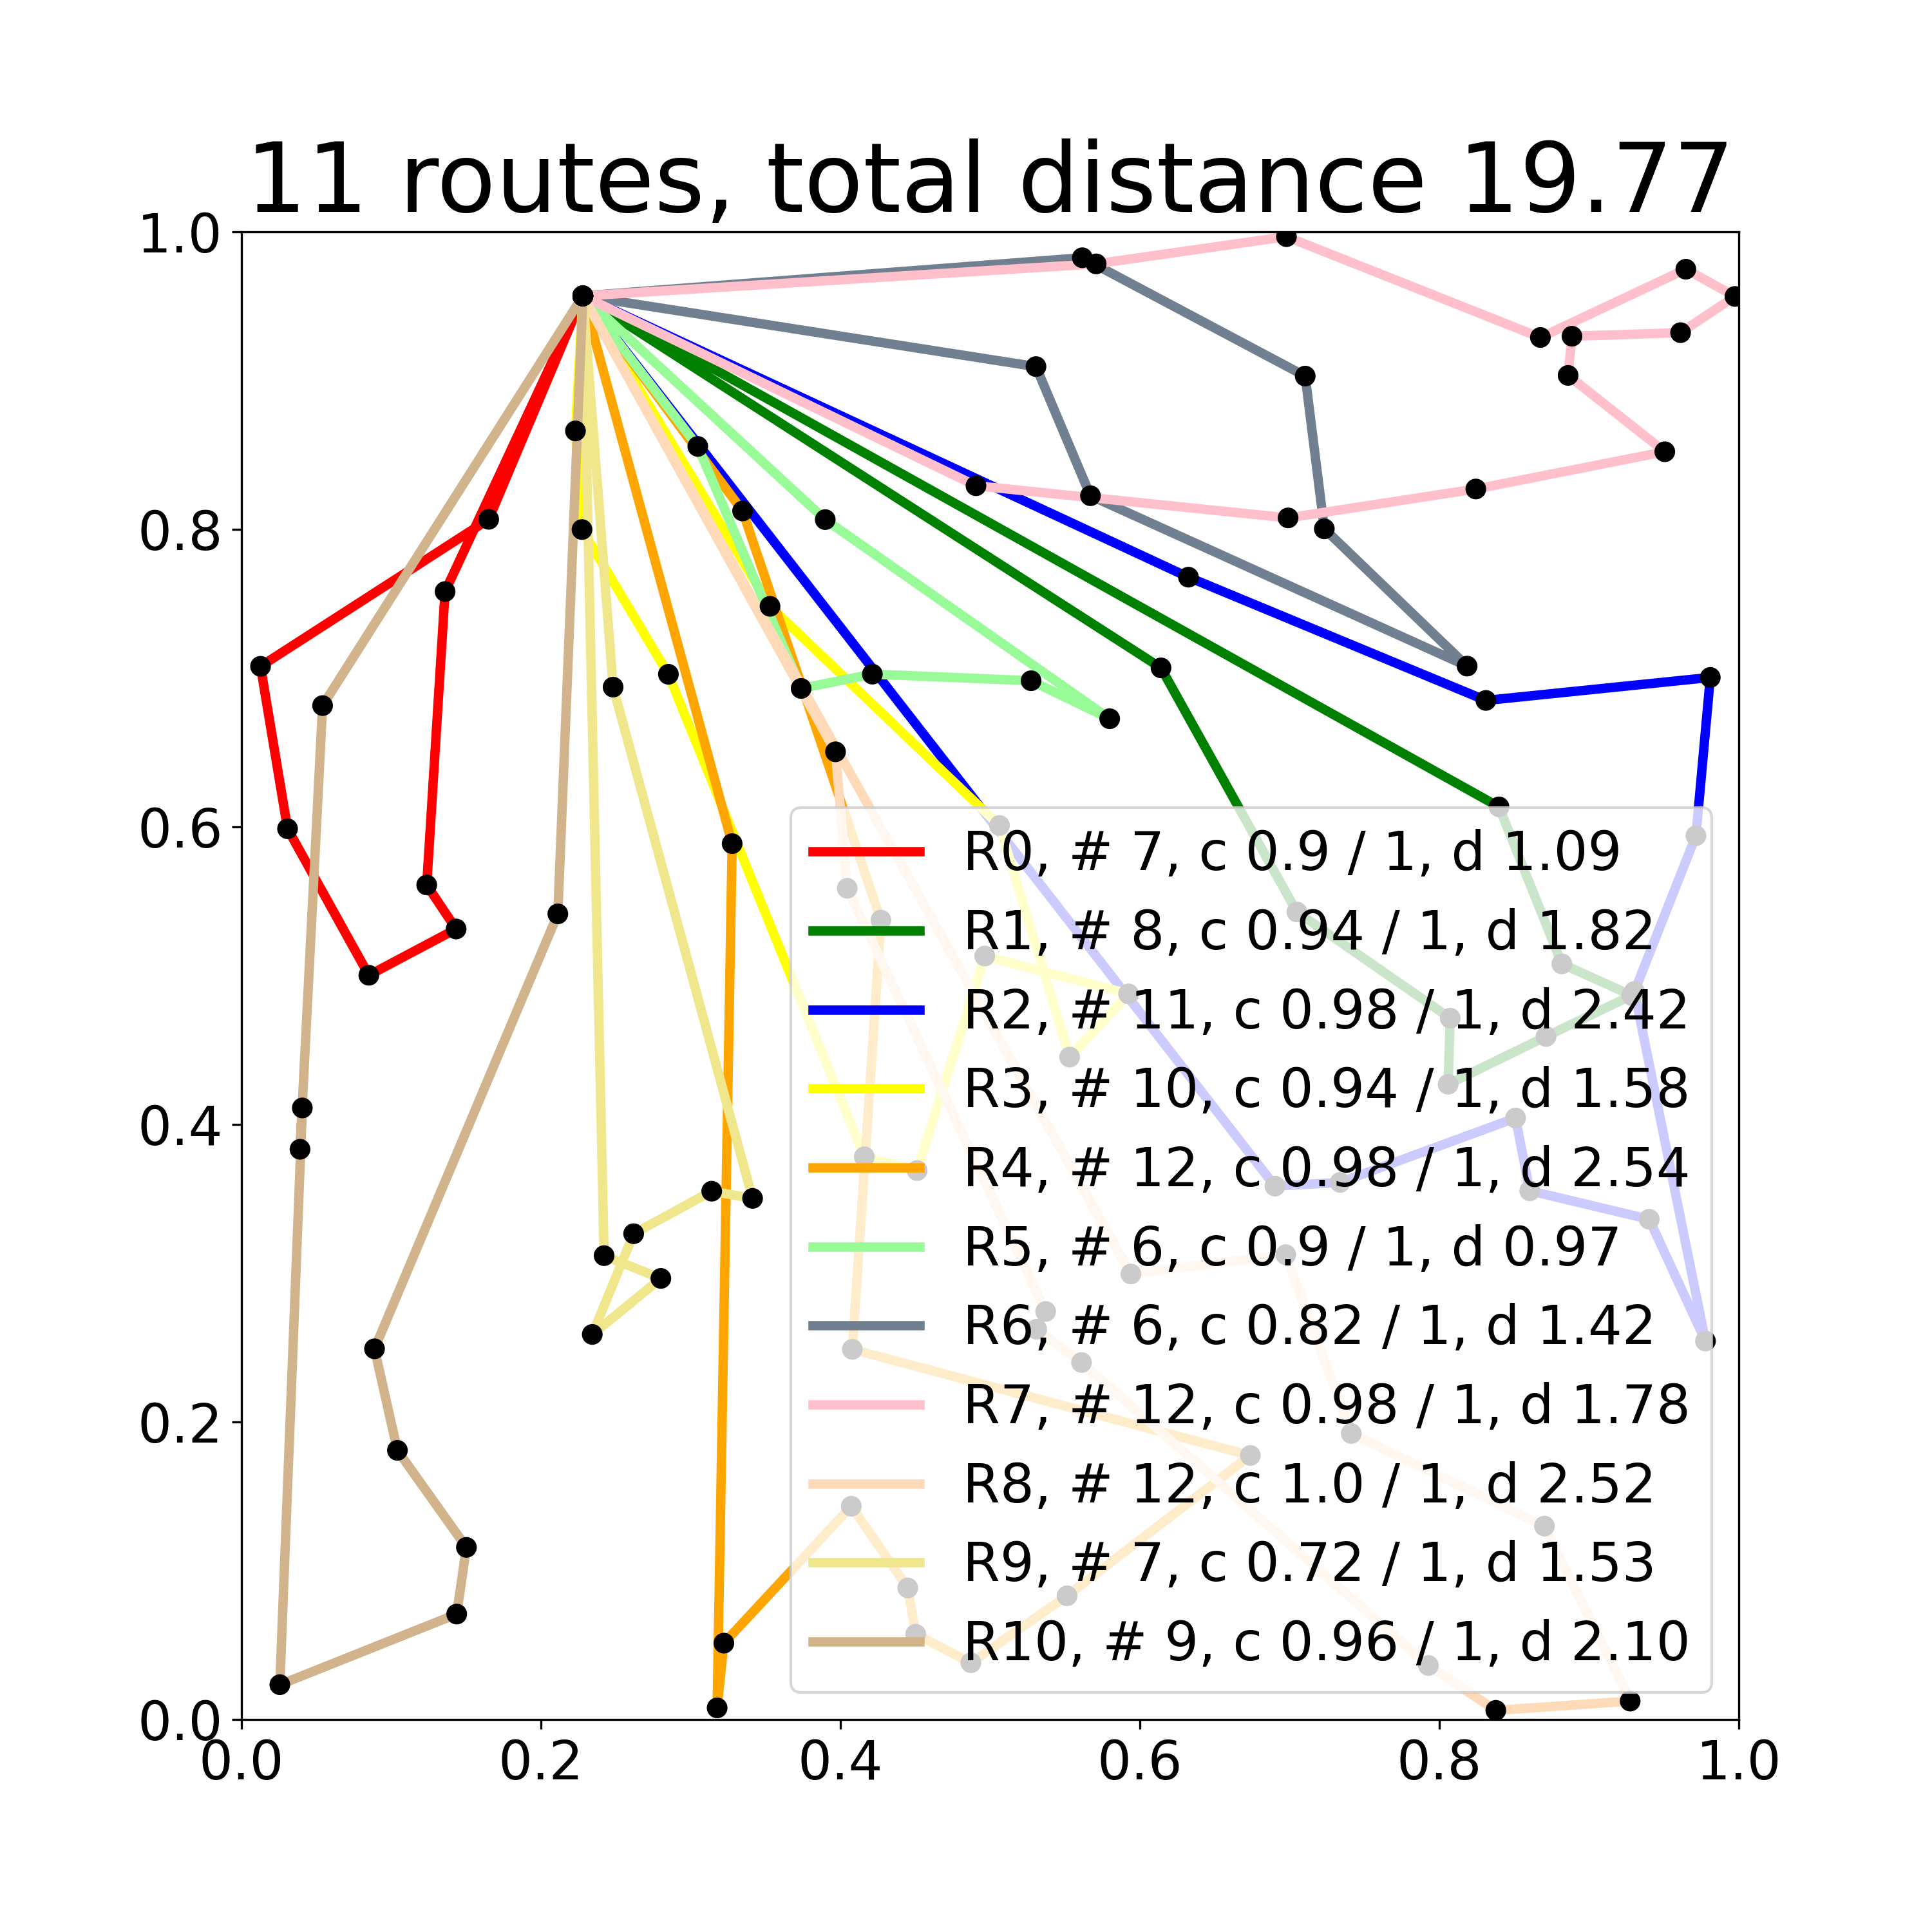 11 routes, total distance 19.77
1.0
0.8
0.6
0.4
0.2
0.0
0.0 0.2 0.4 0.6 0.8 1.0
R0, # 7, c 0.9 / 1, d 1.09
R1, # 8, c 0.94 / 1, d 1.82
R2, # 11, c 0.98 / 1, d 2.42
R3, # 10, c 0.94 / 1, d 1.58
R4, # 12, c 0.98 / 1, d 2.54
R5, # 6, c 0.9 / 1, d 0.97
R6, # 6, c 0.82 / 1, d 1.42
R7, # 12, c 0.98 / 1, d 1.78
R8, # 12, c 1.0 / 1, d 2.52
R9, # 7, c 0.72 / 1, d 1.53
R10, # 9, c 0.96 / 1, d 2.10